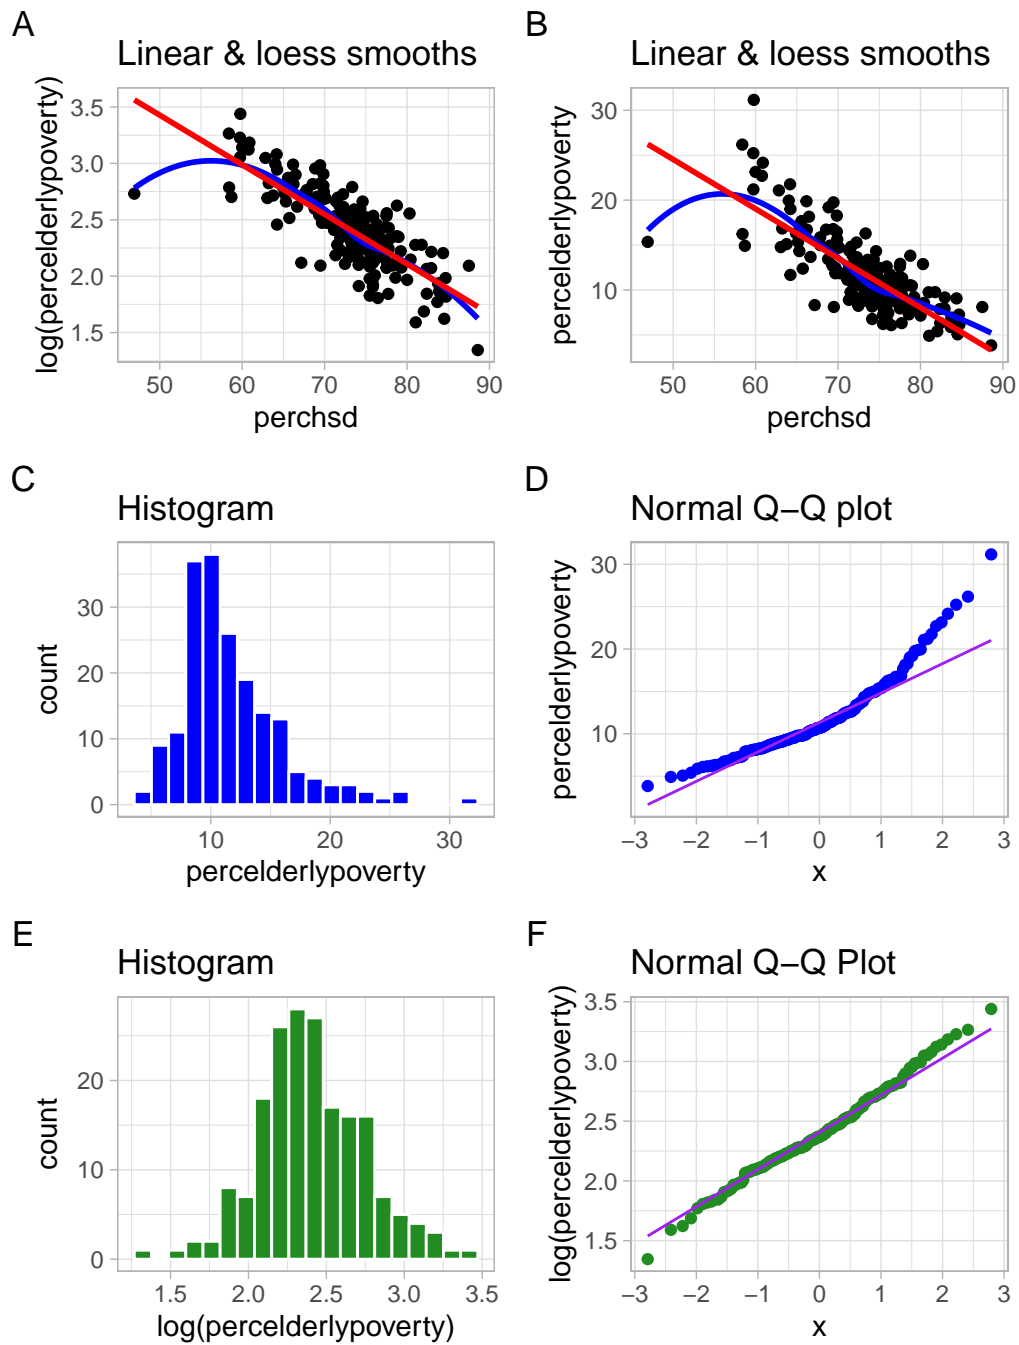 A
Linear & loess smooths
log(percelderlypoverty)
3.5
3.0
2.5
2.0
1.5
50 60 70 80 90
perchsd
B
Linear & loess smooths
percelderlypoverty
30
20
10
50 60 70 80 90
perchsd
C
Histogram
count
30
20
10
0
10 20 30
percelderlypoverty
D
Normal Q−Q plot
percelderlypoverty
30
20
10
−3 −2 −1 0 1 2 3
x
E
Histogram
count
20
10
0
1.5 2.0 2.5 3.0 3.5
log(percelderlypoverty)
F
Normal Q−Q Plot
log(percelderlypoverty)
3.5
3.0
2.5
2.0
1.5
−3 −2 −1 0 1 2 3
x